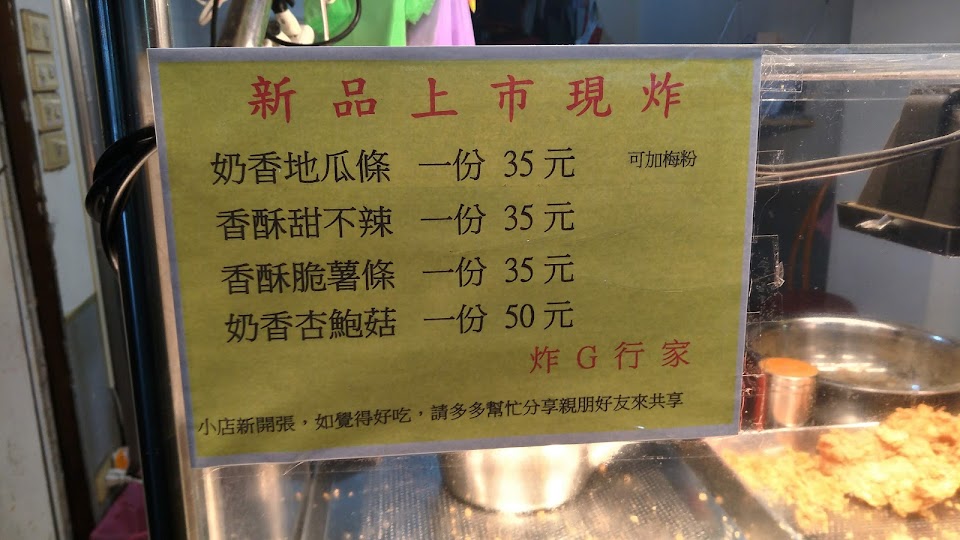 新品上市現炸
奶香地瓜條 一份 35 元 可加梅粉
香酥甜不辣 一份 35 元
香酥脆薯條 一份 35 元
奶香杏鮑菇 一份 50 元
炸G行家
小店新開張，如覺得好吃，請多多幫忙分享親朋好友來共享